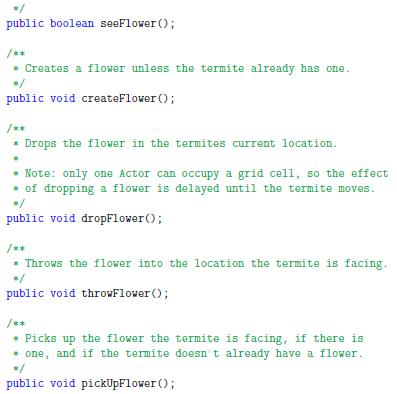 */
public boolean seeFlower();
/**
* Creates a flower unless the termite already has one.
*/
public void createFlower();
/**
* Drops the flower in the termites current location.
*
* Note: only one Actor can occupy a grid cell, so the effect
* of dropping a flower is delayed until the termite moves.
*/
public void dropFlower();
/**
* Throws the flower into the location the termite is facing.
*/
public void throwFlower();
/**
* Picks up the flower the termite is facing, if there is
* one, and if the termite doesn't already have a flower.
*/
public void pickUpFlower();